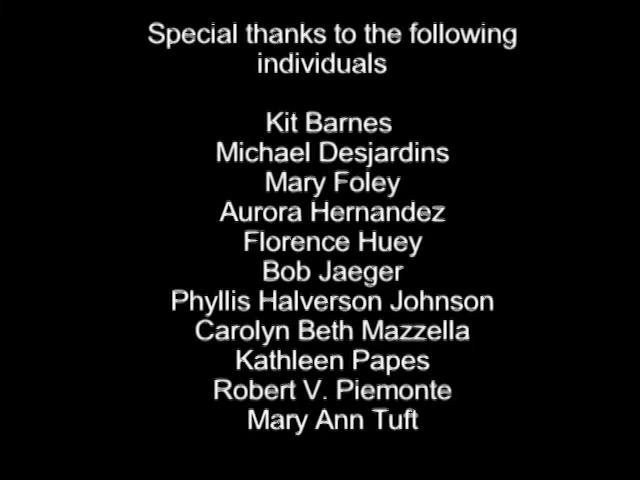 Special thanks to the following
individuals
Kit Barnes
Michael Desjardins
Mary Foley
Aurora Hernandez
Florence Huey
Bob Jaeger
Phyllis Halverson Johnson
Carolyn Beth Mazzella
Kathleen Papes
Robert V. Piemonte
Mary Ann Tuft